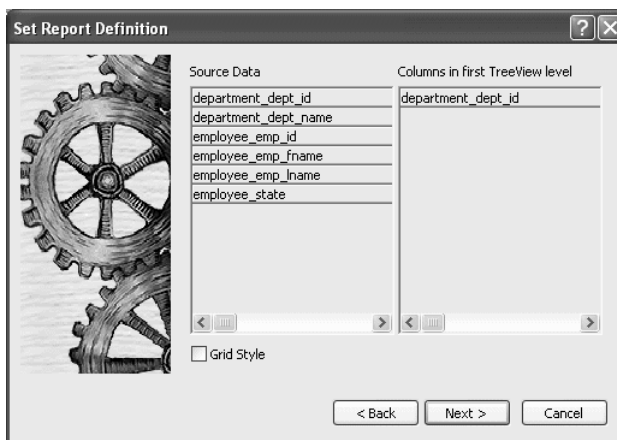 Set Report Definition
Source Data
Columns in first TreeView level
department_dept_id
department_dept_name
employee_emp_id
employee_emp_fname
employee_emp_lname
employee_state
department_dept_id
Grid Style
< Back
Next >
Cancel